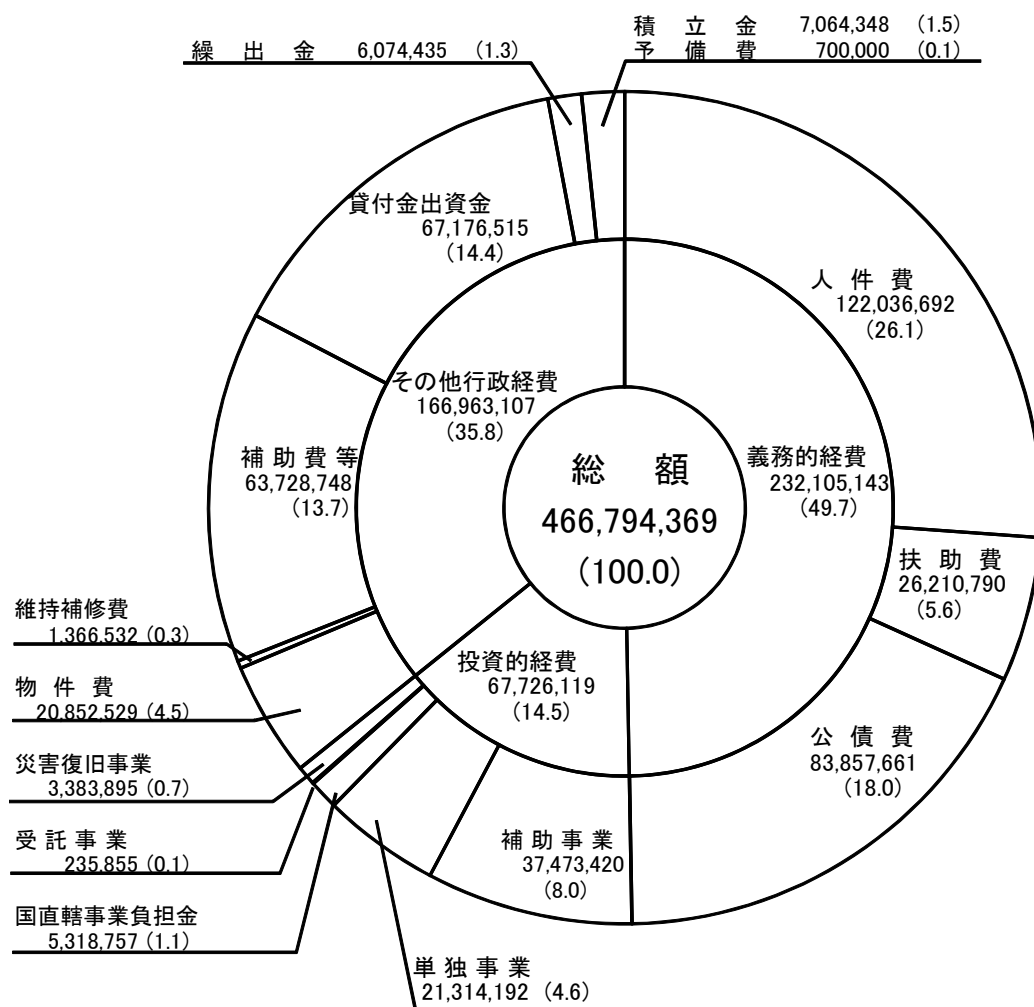 積立金 7,064,348 (1.5)
予備費 700,000 (0.1)
繰出金 6,074,435 (1.3)
貸付金出資金
67,176,515
(14.4)
人件費
122,036,692
(26.1)
その他行政経費
166,963,107
(35.8)
補助費等
63,728,748
(13.7)
総額
466,794,369
(100.0)
義務的経費
232,105,143
(49.7)
扶助費
26,210,790
(5.6)
維持補修費
1,366,532 (0.3)
投資的経費
67,726,119
(14.5)
物件費
20,852,529 (4.5)
公債費
83,857,661
(18.0)
災害復旧事業
3,383,895 (0.7)
補助事業
37,473,420
(8.0)
受託事業
235,855 (0.1)
国直轄事業負担金
5,318,757 (1.1)
単独事業
21,314,192 (4.6)